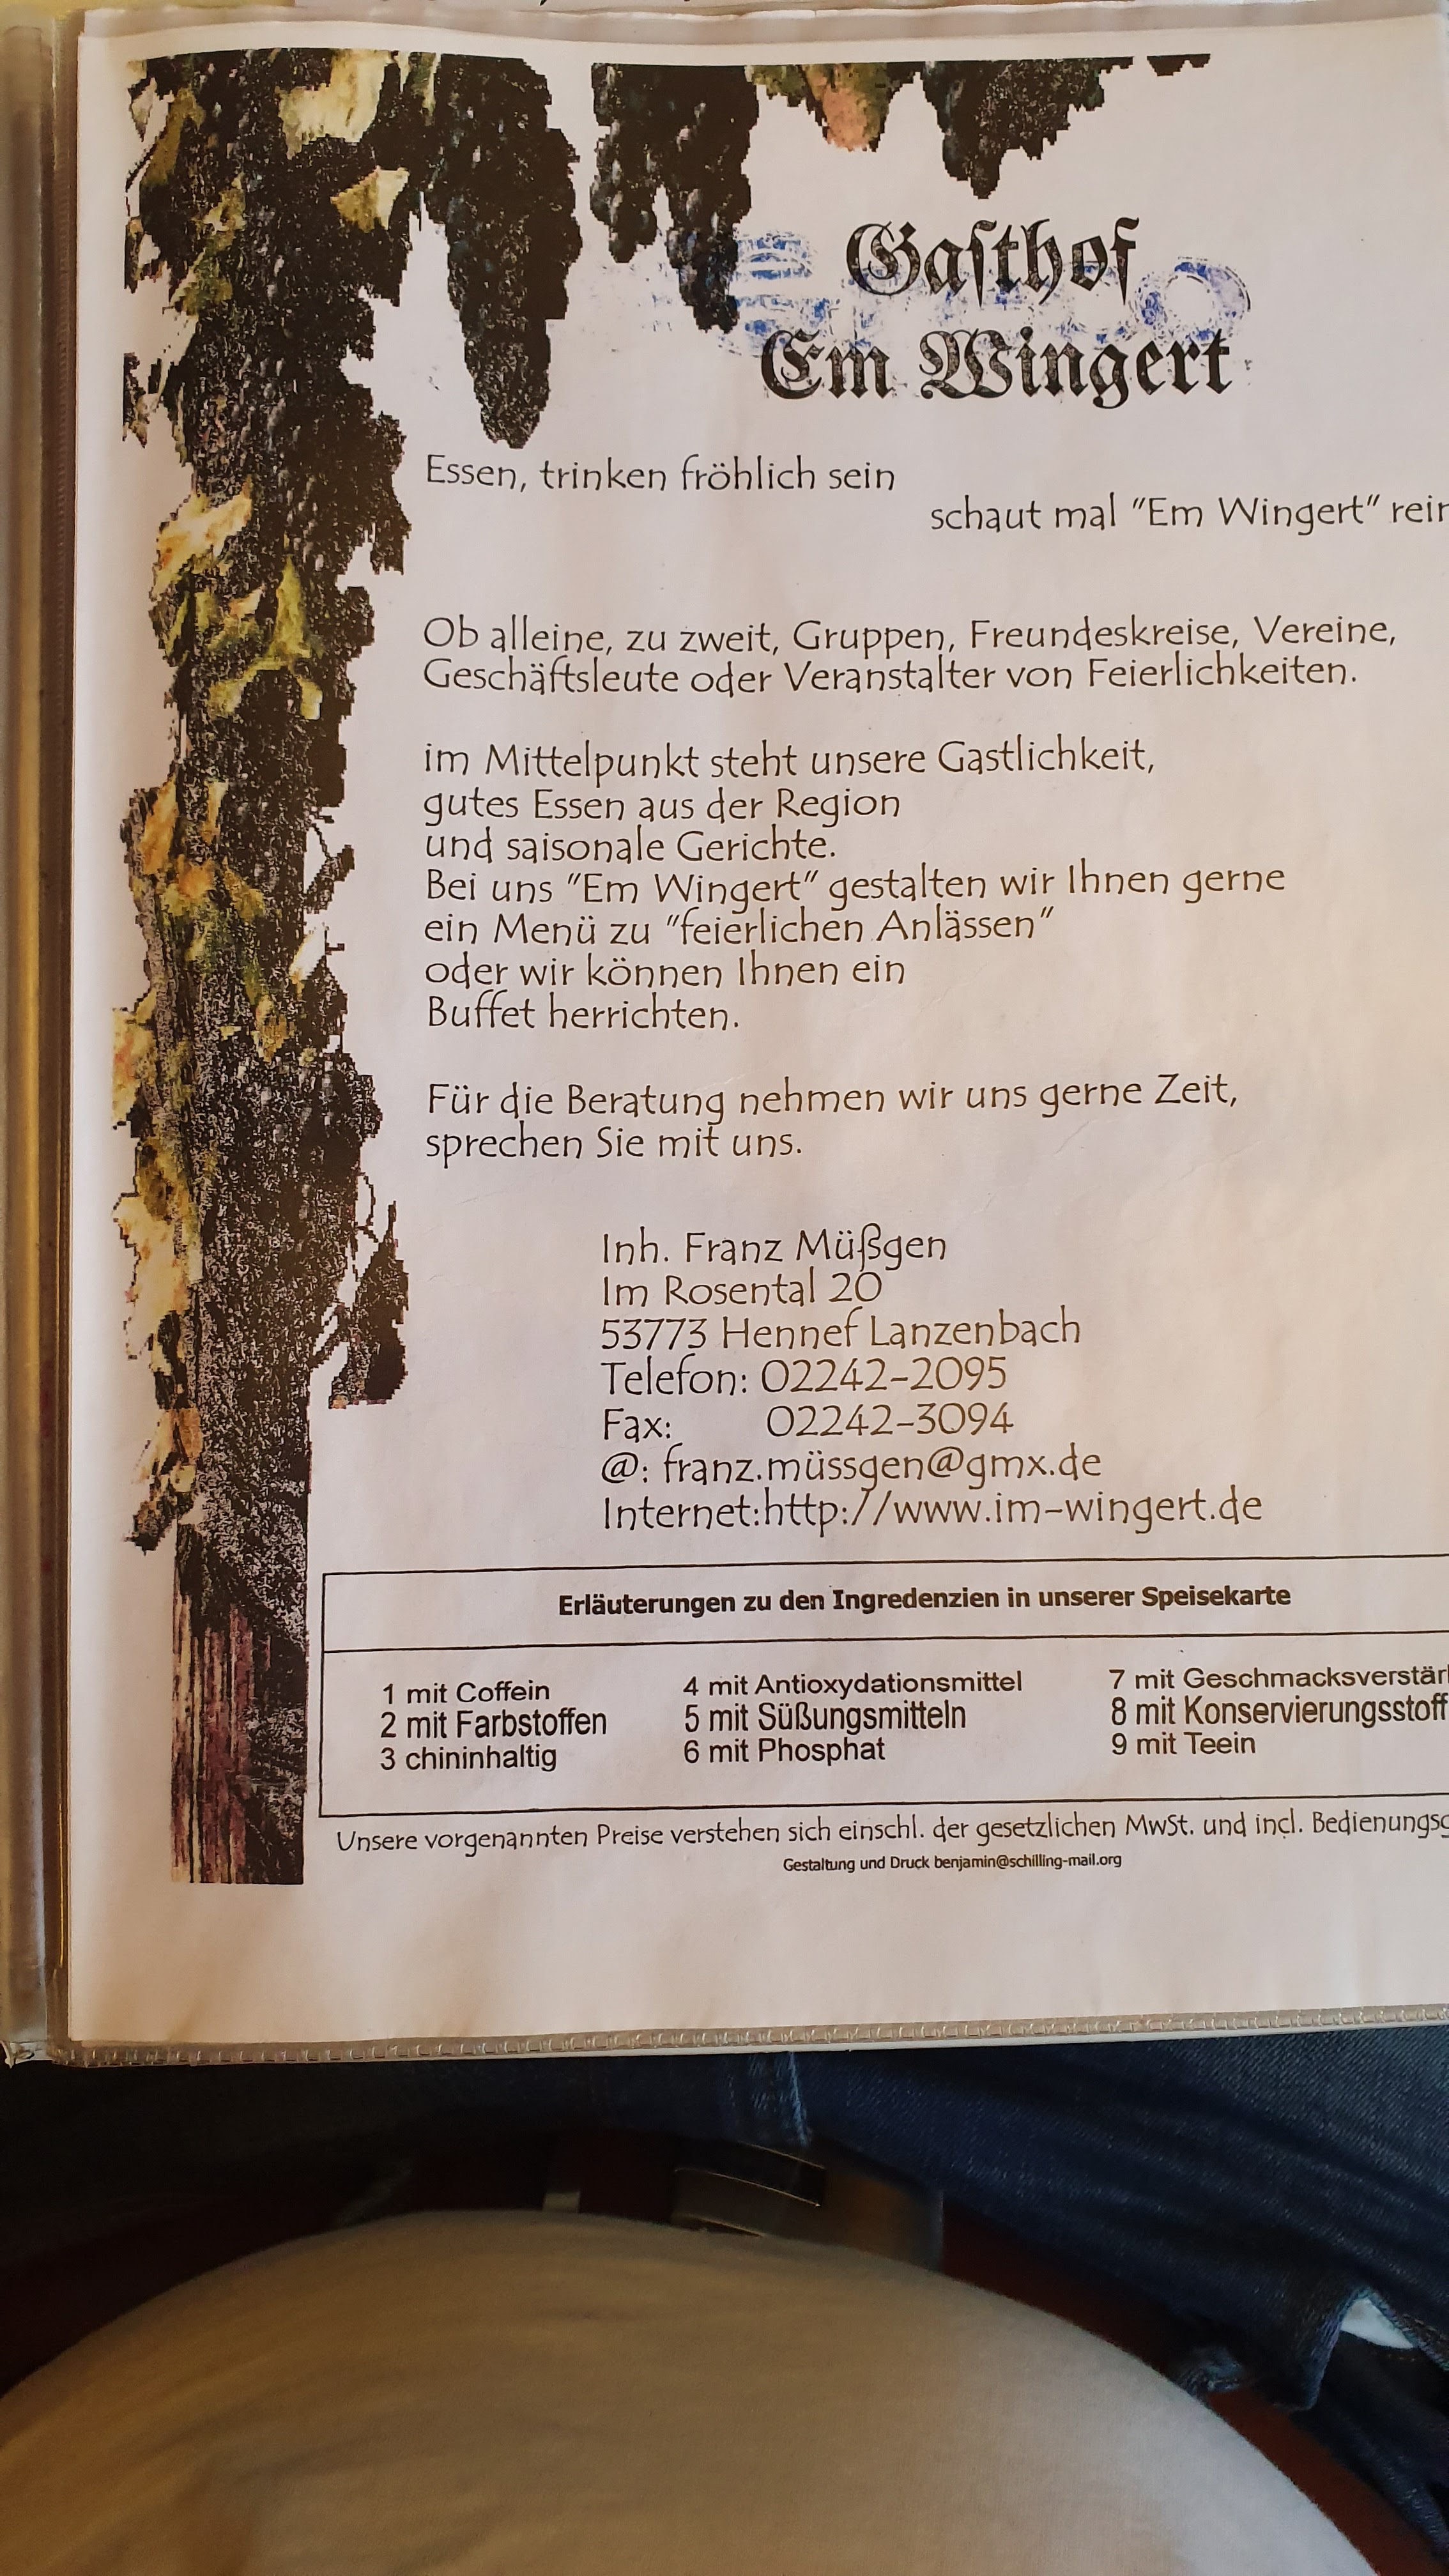 Gasthof
Em Wingert
Essen, trinken fröhlich sein
schaut mal "Em Wingert" rein
Ob alleine, zu zweit, Gruppen, Freundeskreise, Vereine,
Geschäftsleute oder Veranstalter von Feierlichkeiten.
im Mittelpunkt steht unsere Gastlichkeit,
gutes Essen aus der Region
und saisonale Gerichte.
Bei uns "Em Wingert" gestalten wir Ihnen gerne
ein Menü zu "feierlichen Anlässen"
oder wir können Ihnen ein
Buffet herrichten.
Für die Beratung nehmen wir uns gerne Zeit,
sprechen Sie mit uns.
Inh. Franz Müßgen
Im Rosental 20
53773 Hennef Lanzenbach
Telefon: 02242-2095
Fax: 02242-3094
@: franz.müssgen@gmx.de
Internet:http://www.im-wingert.de
Erläuterungen zu den Ingredenzien in unserer Speisekarte
1 mit Coffein
2 mit Farbstoffen
3 chininhaltig
4 mit Antioxydationsmittel
5 mit Süßungsmitteln
6 mit Phosphat
7 mit
8 mit
9 mit Teein
Unsere vorgenannten Preise verstehen sich einschl. der gesetzlichen MwSt. und incl.
Gestaltung und Druck benjamin@schilling-mail.org